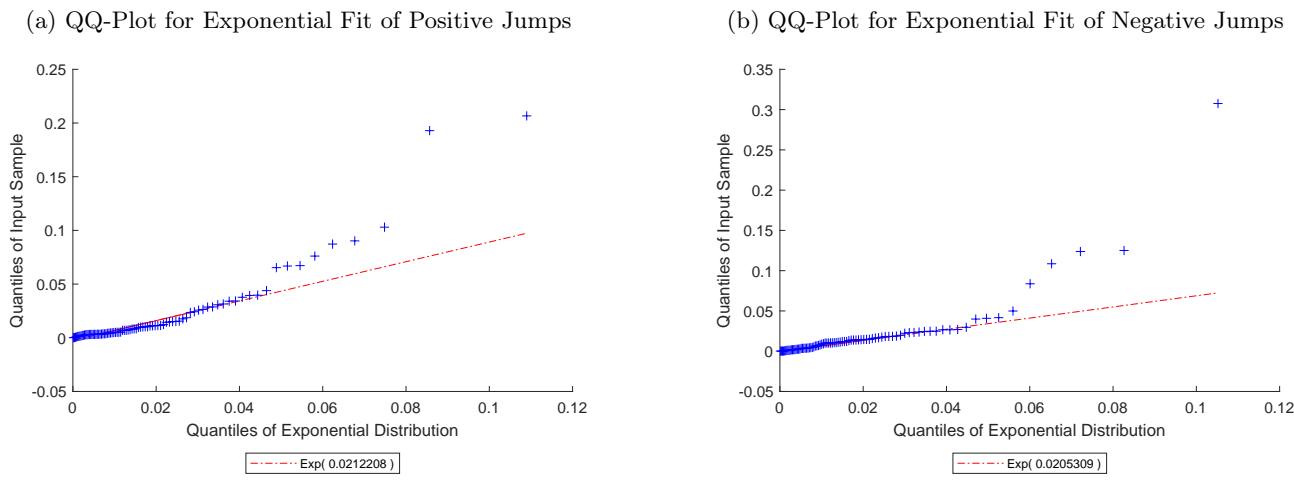 (a) QQ-Plot for Exponential Fit of Positive Jumps
0.25
0.2
0.15
0.1
0.05
0
-0.05
Quantiles of Input Sample
0 0.02 0.04 0.06 0.08 0.1 0.12
Quantiles of Exponential Distribution
Exp( 0.0212208 )
(b) QQ-Plot for Exponential Fit of Negative Jumps
0.35
0.3
0.25
0.2
0.15
0.1
0.05
0
-0.05
Quantiles of Input Sample
0 0.02 0.04 0.06 0.08 0.1 0.12
Quantiles of Exponential Distribution
Exp( 0.0205309 )